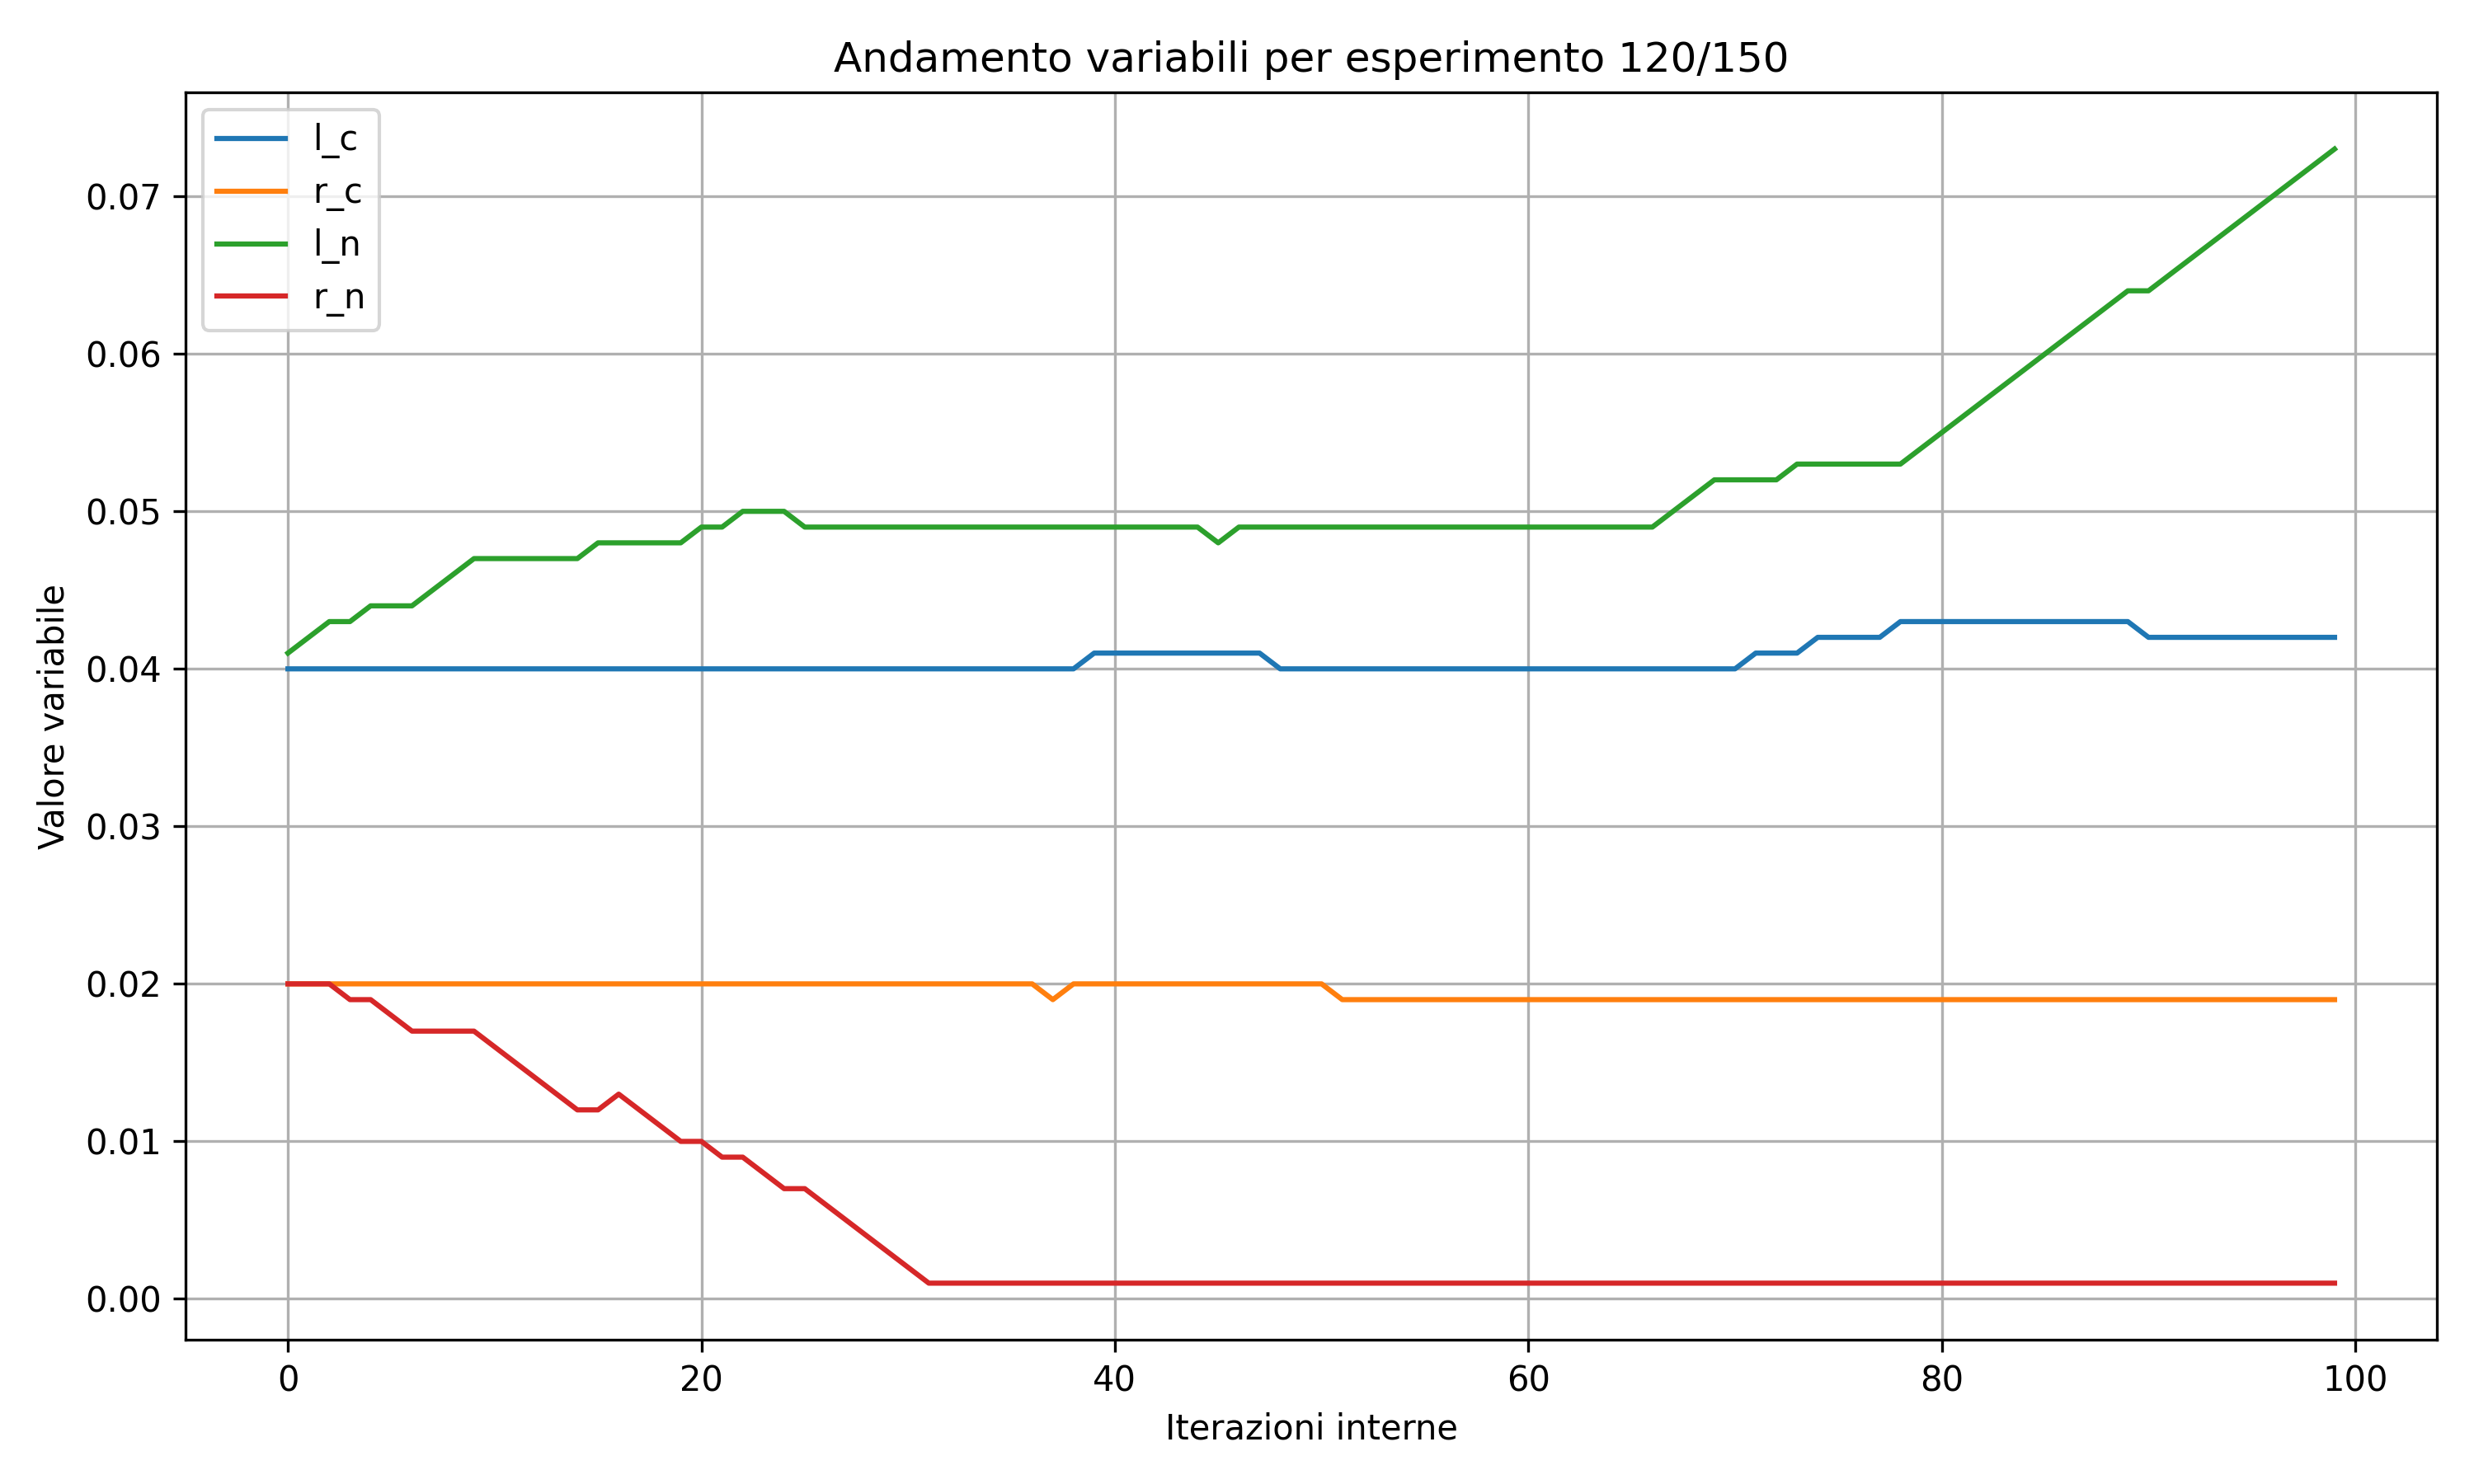 Andamento variabili per esperimento 120/150
l_c
r_c
l_n
r_n
Valore variabile
0.07
0.06
0.05
0.04
0.03
0.02
0.01
0.00
0 20 40 60 80 100
Iterazioni interne